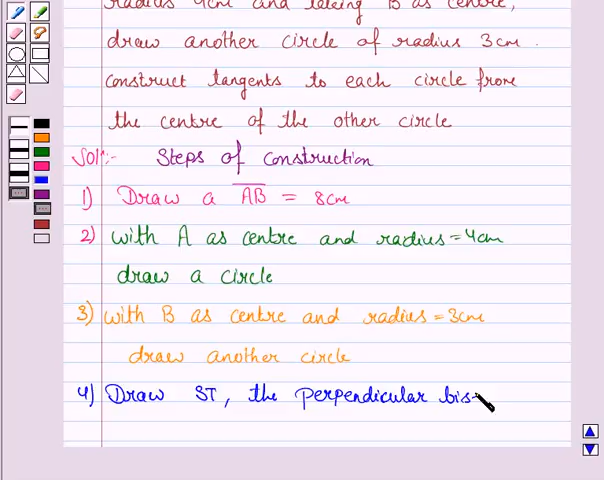 radius 4cm and taking B as centre,
draw another circle of radius 3cm.
construct tangents to each circle from
the centre of the other circle
Soln:- Steps of construction
1) Draw a AB = 8cm
2) with A as centre and radius = 4cm
draw a circle
3) with B as centre and radius = 3cm
draw another circle
4) Draw ST, the perpendicular bis